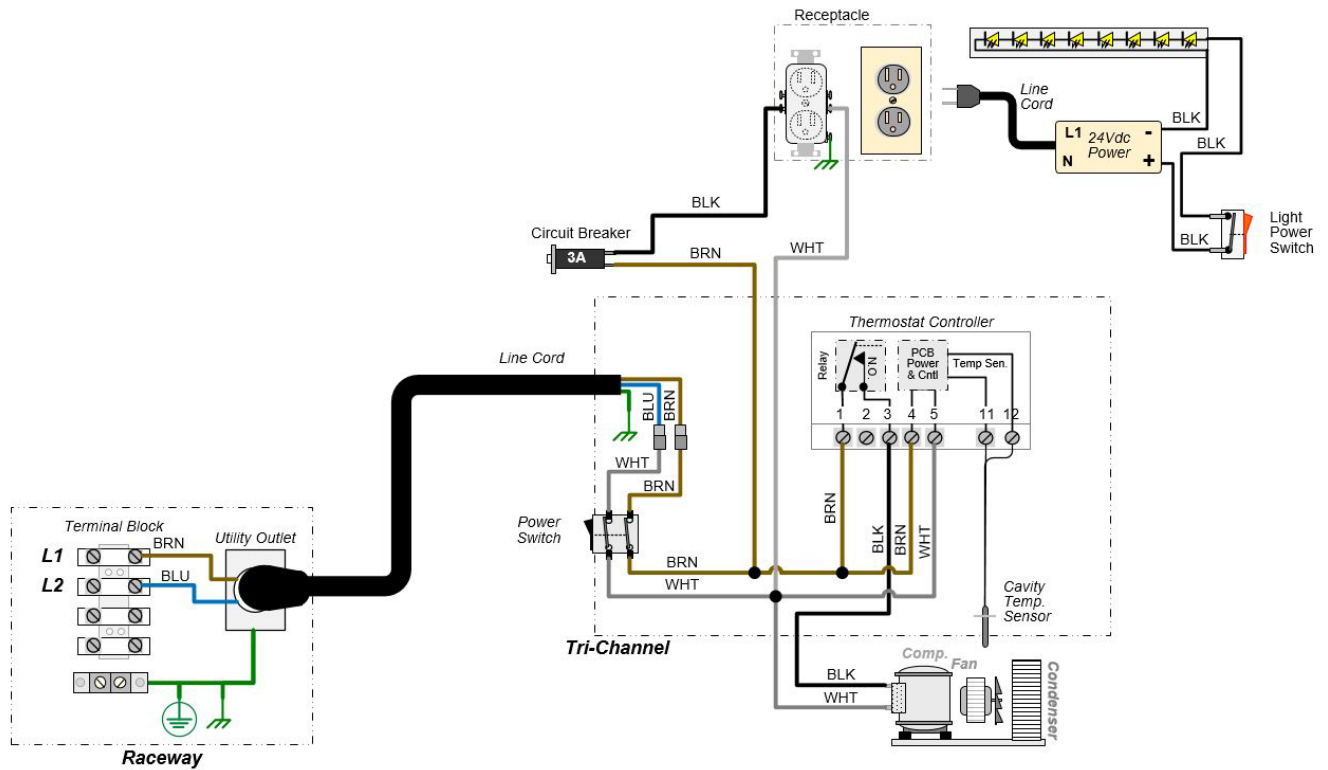 Receptacle
Line
Cord
L1
24Vdc
Power
-
N
+
BLK
BLK
BLK
Light
Power
Switch
BLK
Circuit Breaker
3A
BRN
WHT
Thermostat Controller
Relay
ON
PCB
Power
& Cntl
Temp Sen.
1 2 3 4 5 11 12
Line Cord
BLU
BRN
WHT
BRN
Power
Switch
BRN
WHT
BRN
BLK
BRN
WHT
Cavity
Temp.
Sensor
Tri-Channel
Terminal Block
BRN
Utility Outlet
L1
BLU
L2
Raceway
Comp.
Fan
Condenser
BLK
WHT